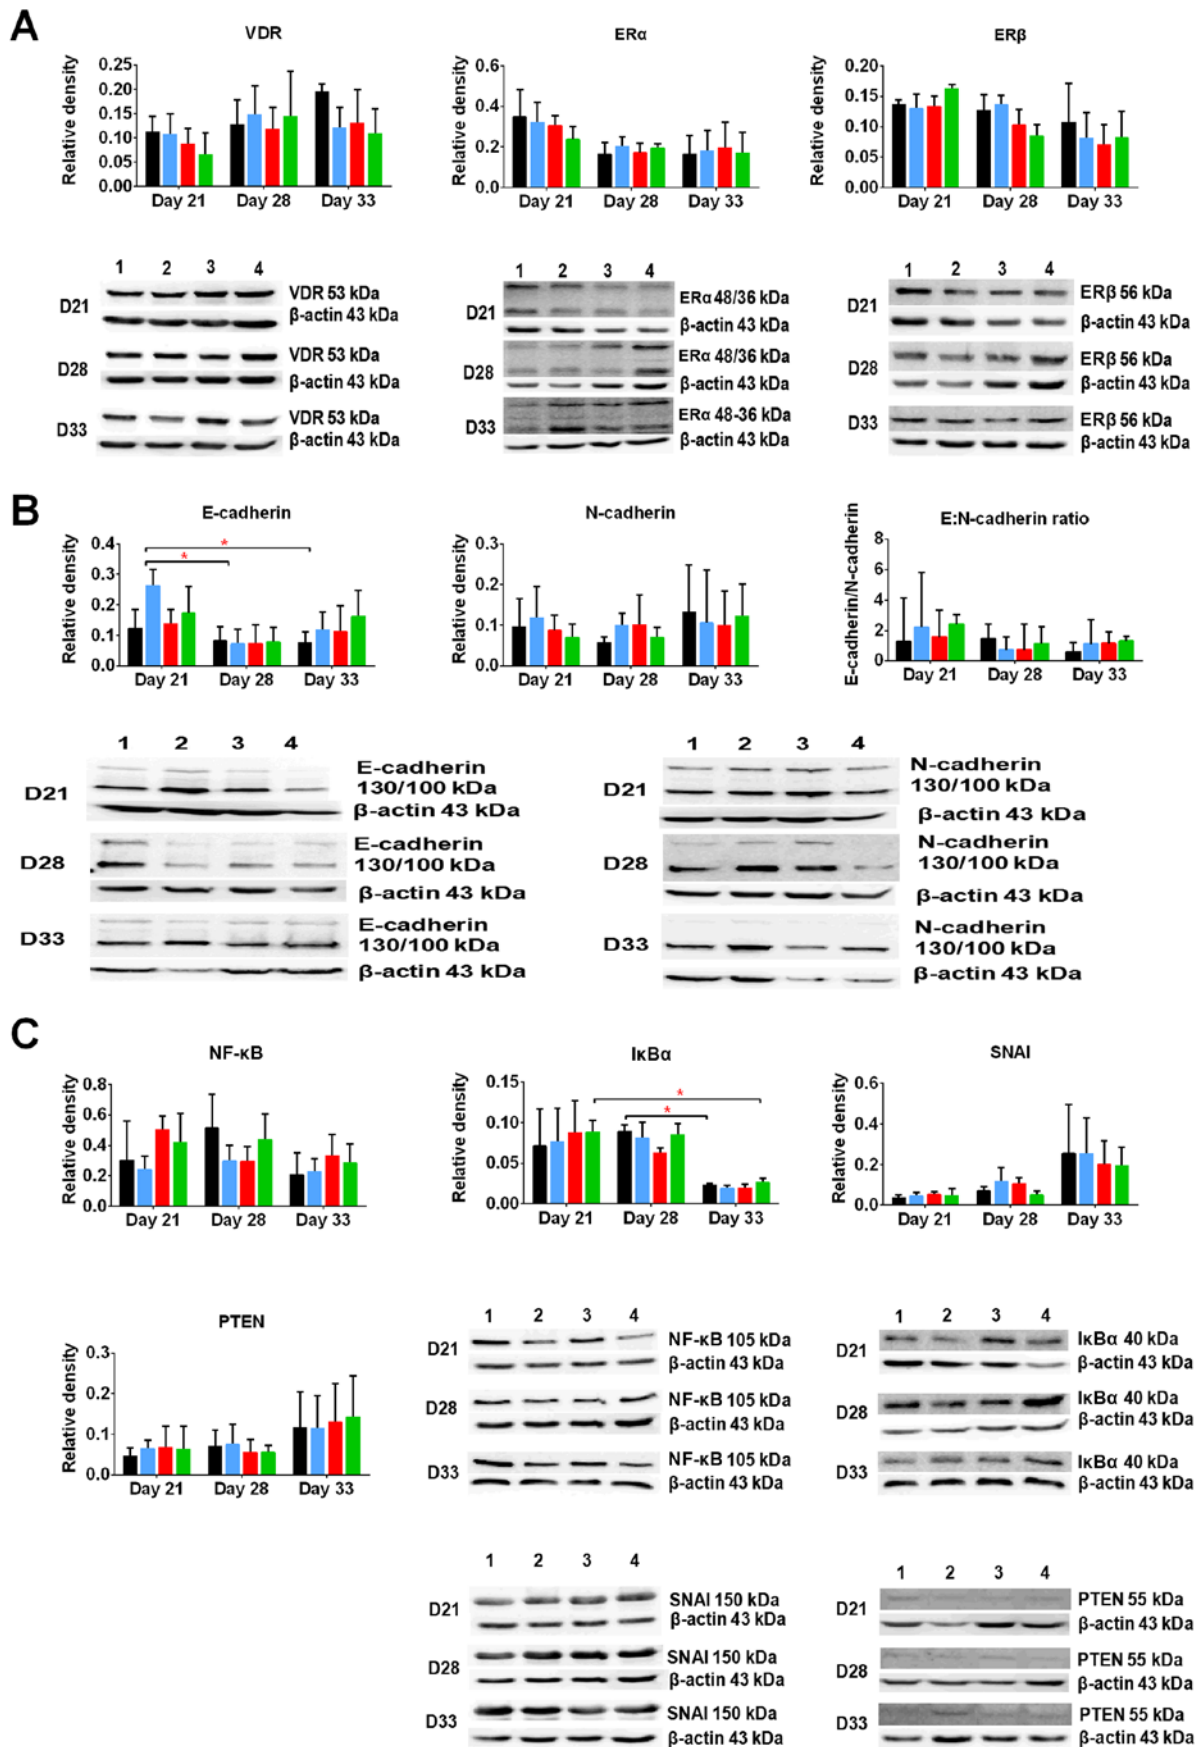 A
VDR
ERα
ERβ
Relative density
0.25
0.20
0.15
0.10
0.05
0.00
Day 21 Day 28 Day 33
Relative density
0.6
0.4
0.2
0.0
Day 21 Day 28 Day 33
Relative density
0.20
0.15
0.10
0.05
0.00
Day 21 Day 28 Day 33
1 2 3 4
D21
VDR 53 kDa
β-actin 43 kDa
D28
VDR 53 kDa
β-actin 43 kDa
D33
VDR 53 kDa
β-actin 43 kDa
1 2 3 4
D21
ERα 48/36 kDa
β-actin 43 kDa
D28
ERα 48/36 kDa
β-actin 43 kDa
D33
ERα 48-36 kDa
β-actin 43 kDa
1 2 3 4
D21
ERβ 56 kDa
β-actin 43 kDa
D28
ERβ 56 kDa
β-actin 43 kDa
D33
ERβ 56 kDa
β-actin 43 kDa
B
E-cadherin
N-cadherin
E:N-cadherin ratio
Relative density
0.4
0.3
0.2
0.1
0.0
*
*
Day 21 Day 28 Day 33
Relative density
0.3
0.2
0.1
0.0
Day 21 Day 28 Day 33
E-cadherin/N-cadherin
8
6
4
2
0
Day 21 Day 28 Day 33
1 2 3 4
D21
E-cadherin
130/100 kDa
β-actin 43 kDa
D28
E-cadherin
130/100 kDa
β-actin 43 kDa
D33
E-cadherin
130/100 kDa
β-actin 43 kDa
1 2 3 4
D21
N-cadherin
130/100 kDa
β-actin 43 kDa
D28
N-cadherin
130/100 kDa
β-actin 43 kDa
D33
N-cadherin
130/100 kDa
β-actin 43 kDa
C
NF-κB
IκBα
SNAI
Relative density
0.8
0.6
0.4
0.2
0.0
Day 21 Day 28 Day 33
Relative density
0.15
0.10
0.05
0.00
*
*
Day 21 Day 28 Day 33
Relative density
0.6
0.4
0.2
0.0
Day 21 Day 28 Day 33
PTEN
Relative density
0.3
0.2
0.1
0.0
Day 21 Day 28 Day 33
1 2 3 4
D21
NF-κB 105 kDa
β-actin 43 kDa
D28
NF-κB 105 kDa
β-actin 43 kDa
D33
NF-κB 105 kDa
β-actin 43 kDa
1 2 3 4
D21
IκBα 40 kDa
β-actin 43 kDa
D28
IκBα 40 kDa
β-actin 43 kDa
D33
IκBα 40 kDa
β-actin 43 kDa
1 2 3 4
D21
SNAI 150 kDa
β-actin 43 kDa
D28
SNAI 150 kDa
β-actin 43 kDa
D33
SNAI 150 kDa
β-actin 43 kDa
1 2 3 4
D21
PTEN 55 kDa
β-actin 43 kDa
D28
PTEN 55 kDa
β-actin 43 kDa
D33
PTEN 55 kDa
β-actin 43 kDa